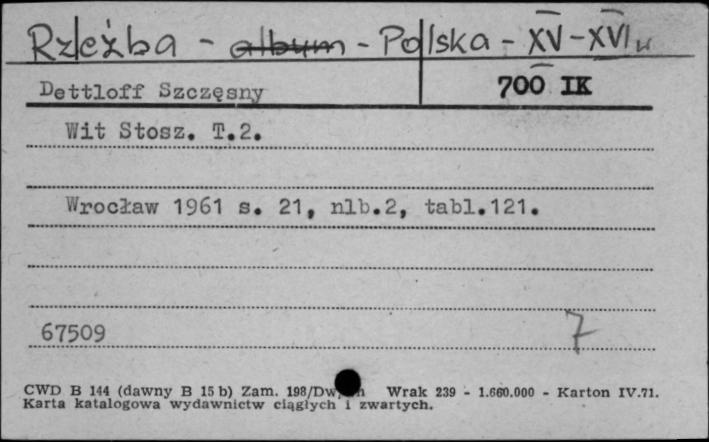 Rzeźba - album - Polska - XV - XVI w
Dettloff Szczęsny
700 IK
Wit Stosz. T.2.
Wrocław 1961 s. 21, nlb.2, tabl.121.
67509
7
CWD B 144 (dawny B 15 b) Zam. 198/ Wrak 239 - 1.660.000 - Karton IV.71.
Karta katalogowa wydawnictw ciągłych i zwartych.